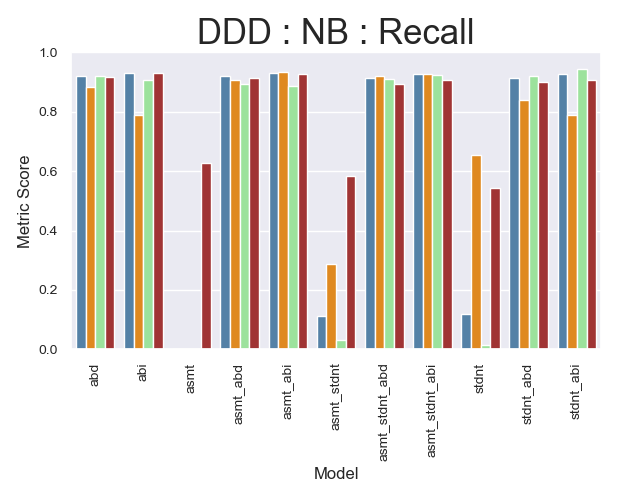 DDD : NB : Recall
1.0
0.8
0.6
0.4
0.2
0.0
Metric Score
abd
abi
asmt
asmt_abd
asmt_abi
asmt_stdnt
asmt_stdnt_abd
asmt_stdnt_abi
stdnt
stdnt_abd
stdnt_abi
Model